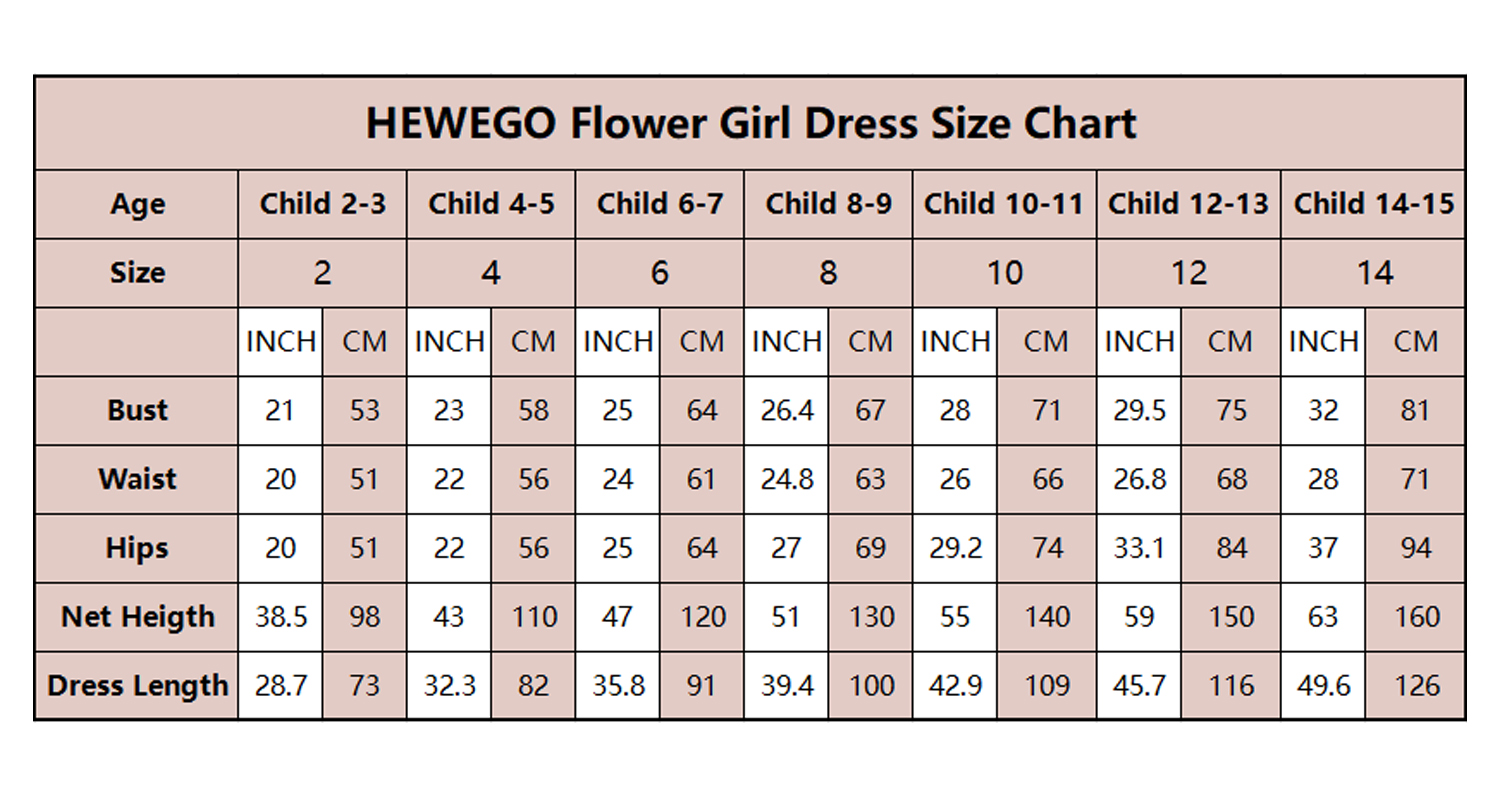 HEWEGO Flower Girl Dress Size Chart
Age Child 2-3 Child 4-5 Child 6-7 Child 8-9 Child 10-11 Child 12-13 Child 14-15
Size 2 4 6 8 10 12 14
INCH CM INCH CM INCH CM INCH CM INCH CM INCH CM INCH CM
Bust 21 53 23 58 25 64 26.4 67 28 71 29.5 75 32 81
Waist 20 51 22 56 24 61 24.8 63 26 66 26.8 68 28 71
Hips 20 51 22 56 25 64 27 69 29.2 74 33.1 84 37 94
Net Heigth 38.5 98 43 110 47 120 51 130 55 140 59 150 63 160
Dress Length 28.7 73 32.3 82 35.8 91 39.4 100 42.9 109 45.7 116 49.6 126